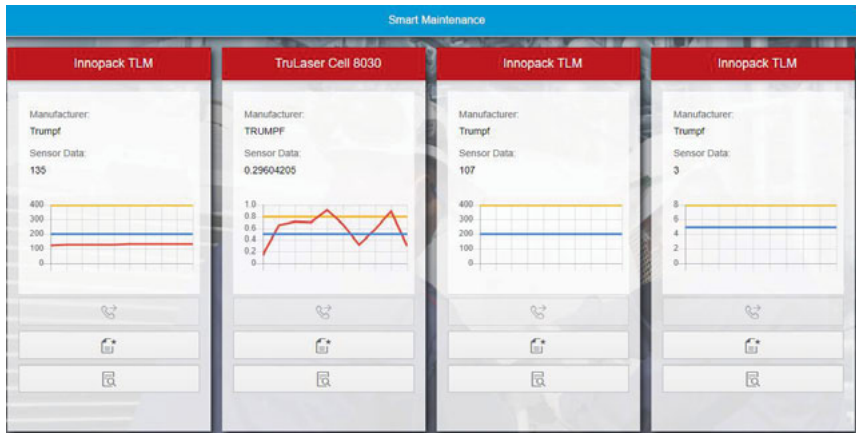 Smart Maintenance
Innopack TLM
Manufacturer:
Trumpf
Sensor Data:
135
400
300
200
100
0
TruLaser Cell 8030
Manufacturer:
TRUMPF
Sensor Data:
0.29604205
1.0
0.8
0.6
0.4
0.2
0
Innopack TLM
Manufacturer:
Trumpf
Sensor Data:
107
400
300
200
100
0
Innopack TLM
Manufacturer:
Trumpf
Sensor Data:
3
8
6
4
2
0